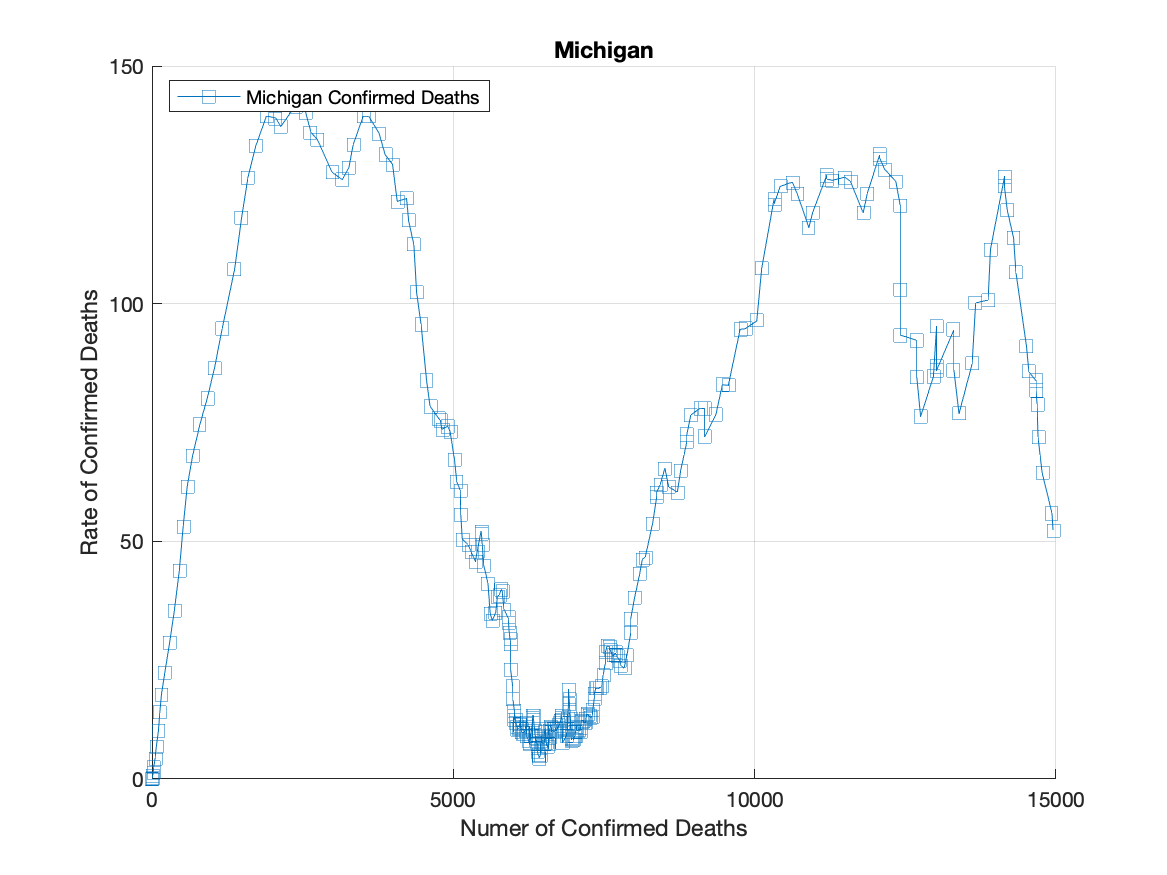 Michigan
150
Michigan Confirmed Deaths
100
Rate of Confirmed Deaths
50
0
0 5000 10000 15000
Numer of Confirmed Deaths